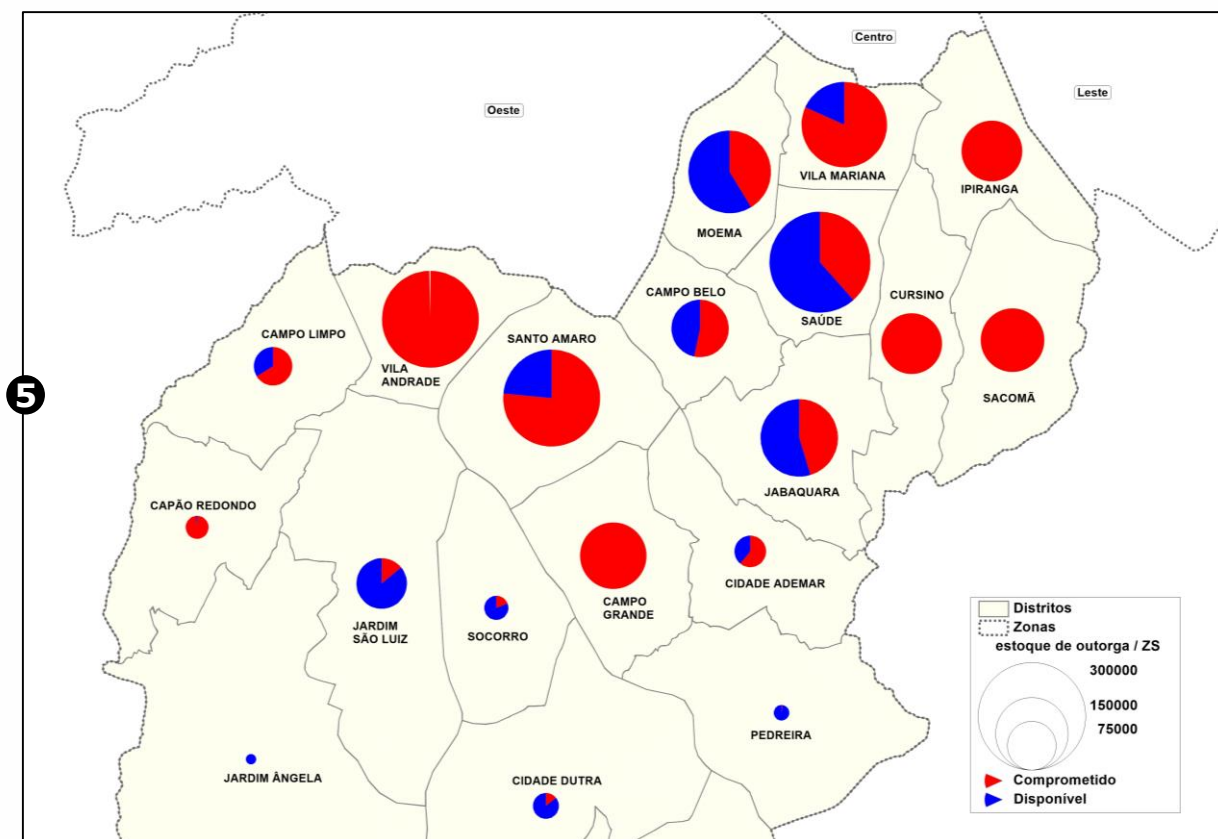 Centro
Leste
Oeste
VILA MARIANA
IPIRANGA
MOEMA
CAMPO BELO
SAÚDE
CURSINO
SACOMÃ
CAMPO LIMPO
VILA
ANDRADE
SANTO AMARO
5
JABAQUARA
CAPÃO REDONDO
CIDADE ADEMAR
CAMPO
GRANDE
JARDIM
SÃO LUIZ
SOCORRO
PEDREIRA
JARDIM ÂNGELA
CIDADE DUTRA
Distritos
Zonas
estoque de outorga / ZS
300000
150000
75000
Comprometido
Disponível